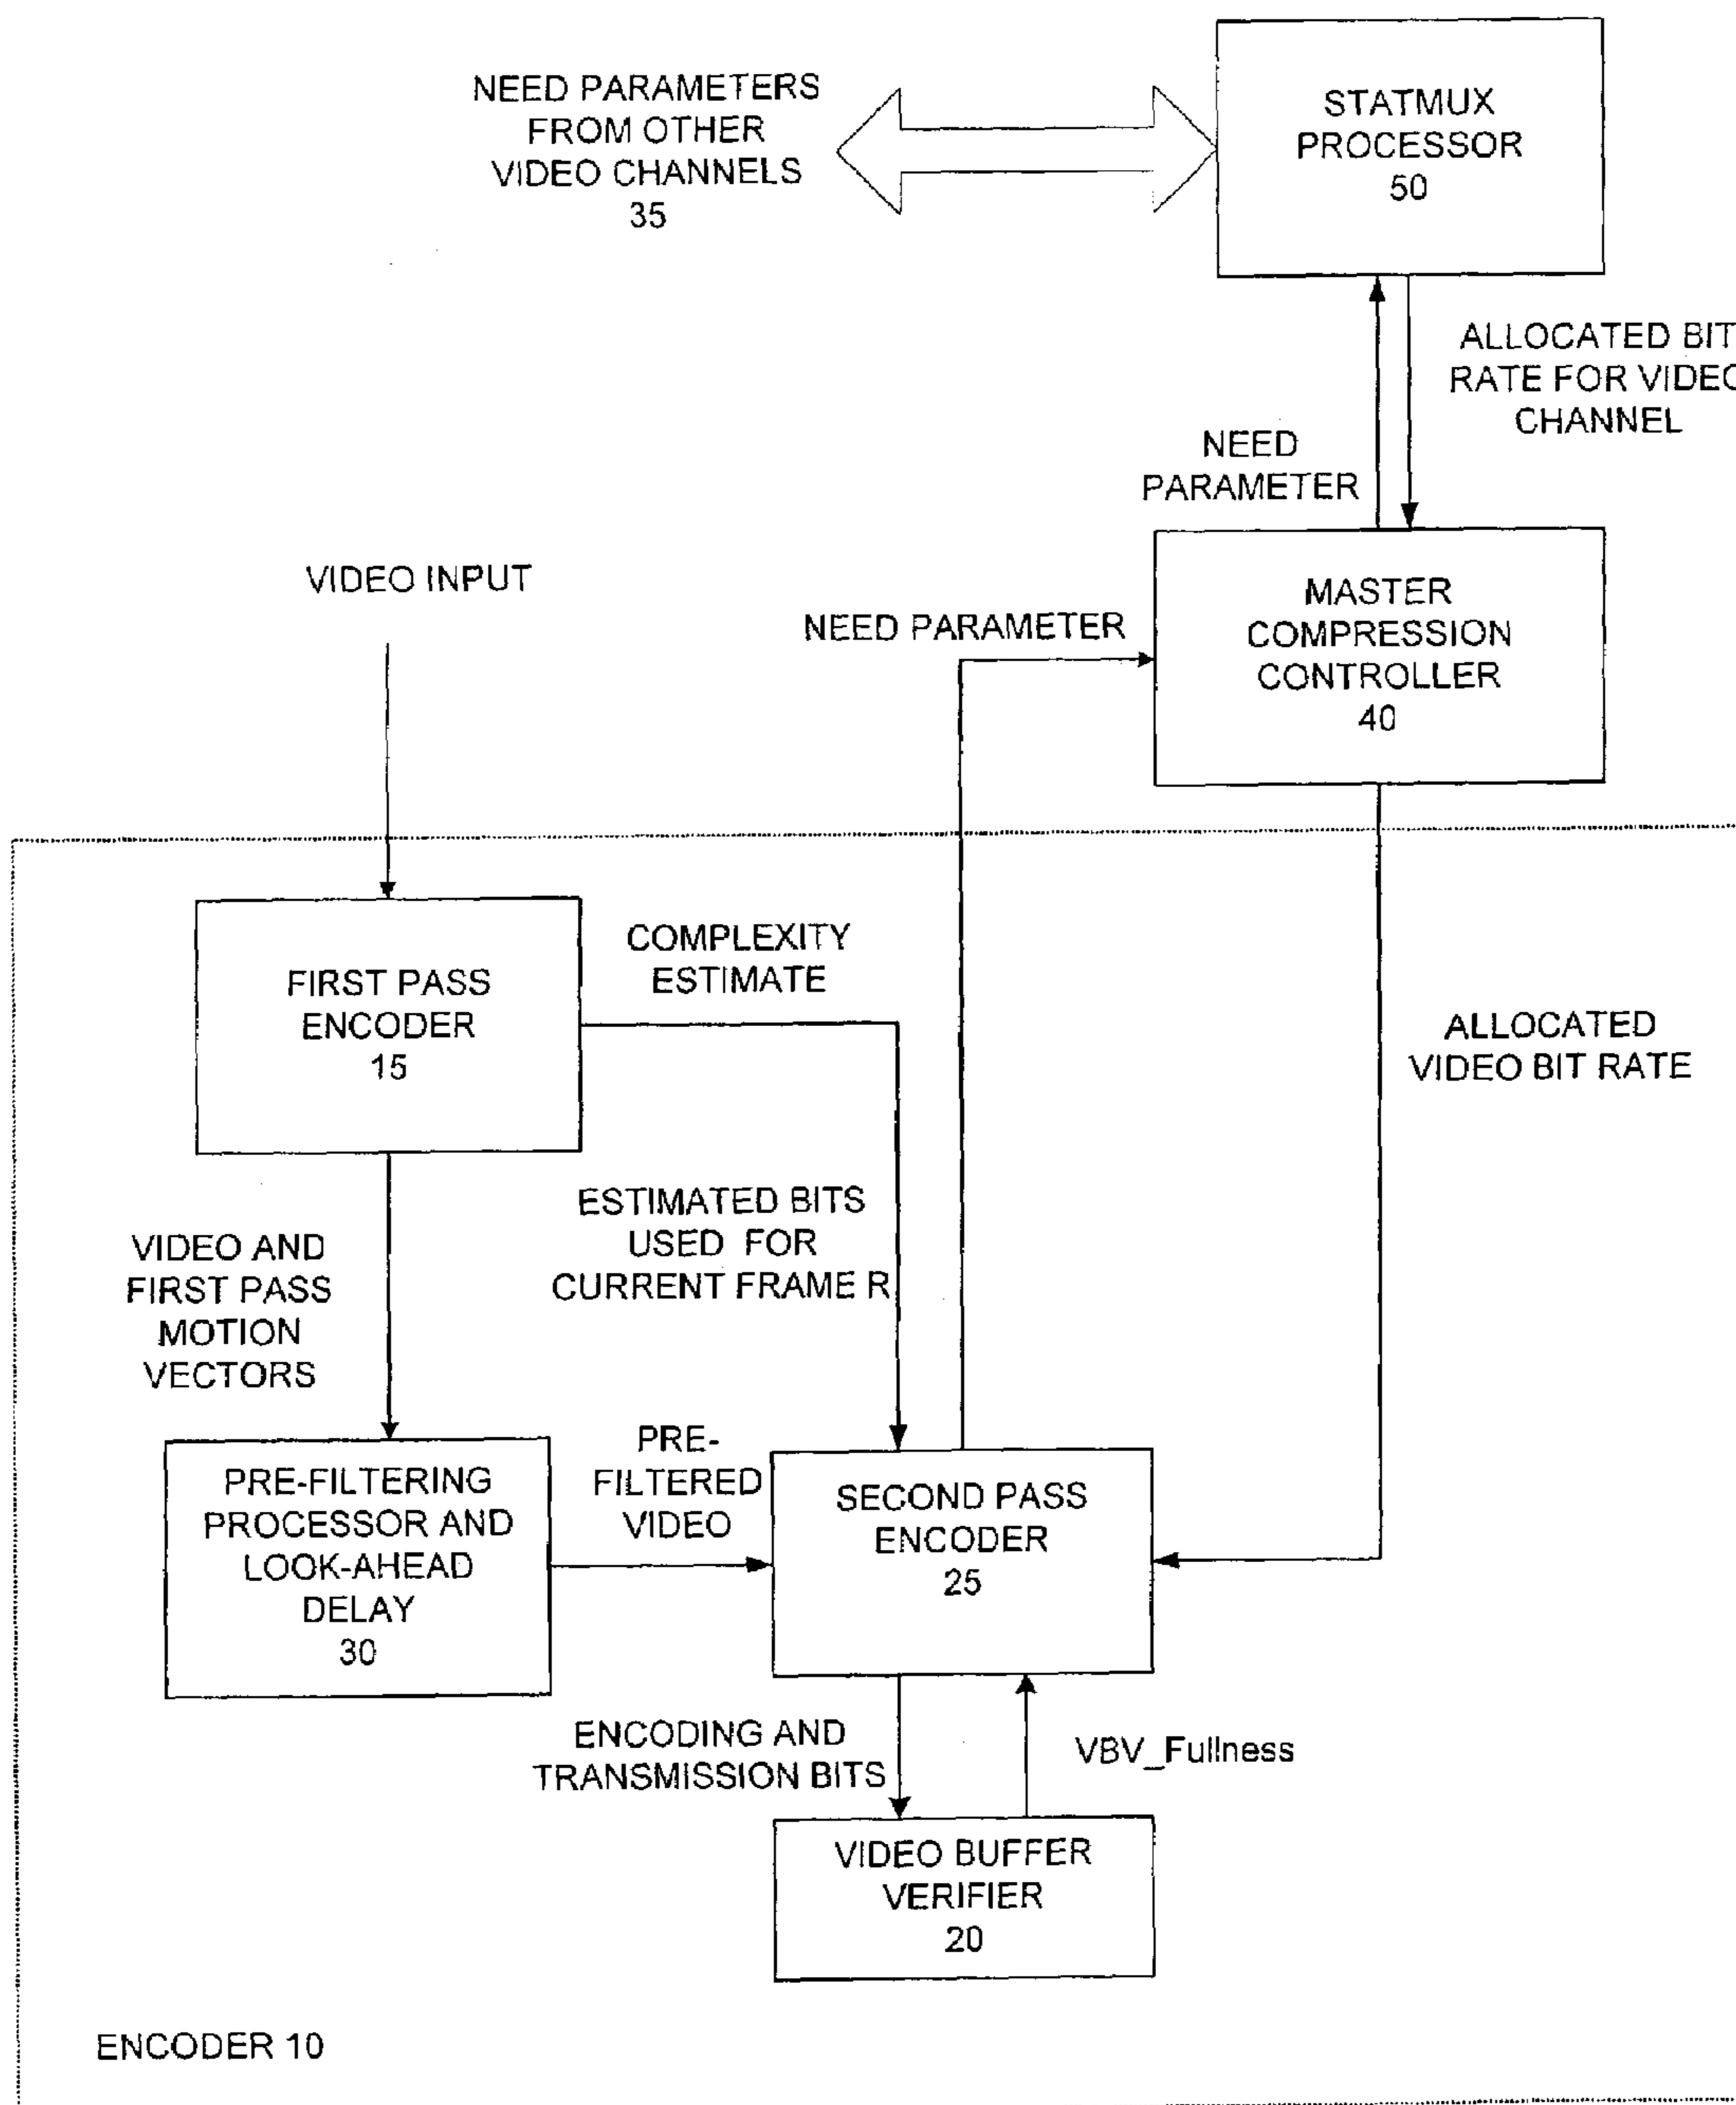 NEED PARAMETERS
FROM OTHER
VIDEO CHANNELS
35
STATMUX
PROCESSOR
50
ALLOCATED BIT
RATE FOR VIDEO
CHANNEL
NEED
PARAMETER
VIDEO INPUT
NEED PARAMETER
MASTER
COMPRESSION
CONTROLLER
40
FIRST PASS
ENCODER
15
COMPLEXITY
ESTIMATE
ALLOCATED
VIDEO BIT RATE
ESTIMATED BITS
USED FOR
CURRENT FRAME R
VIDEO AND
FIRST PASS
MOTION
VECTORS
PRE-FILTERING
PROCESSOR AND
LOOK-AHEAD
DELAY
30
PRE-
FILTERED
VIDEO
SECOND PASS
ENCODER
25
ENCODING AND
TRANSMISSION BITS
VBV_Fullness
VIDEO BUFFER
VERIFIER
20
ENCODER 10